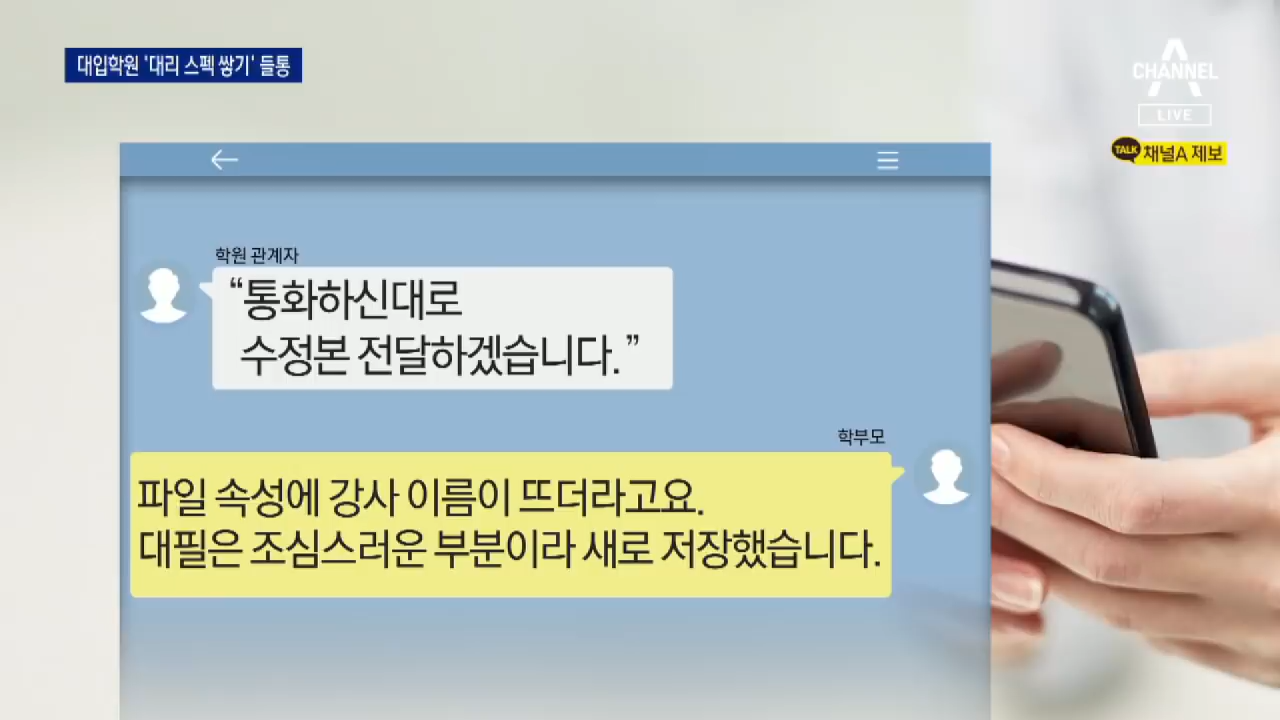 대입학원 '대리 스펙 쌓기' 들통
CHANNEL A
LIVE
TALK 채널A 제보
학원 관계자
“통화하신대로
수정본 전달하겠습니다.”
학부모
파일 속성에 강사 이름이 뜨더라고요.
대필은 조심스러운 부분이라 새로 저장했습니다.